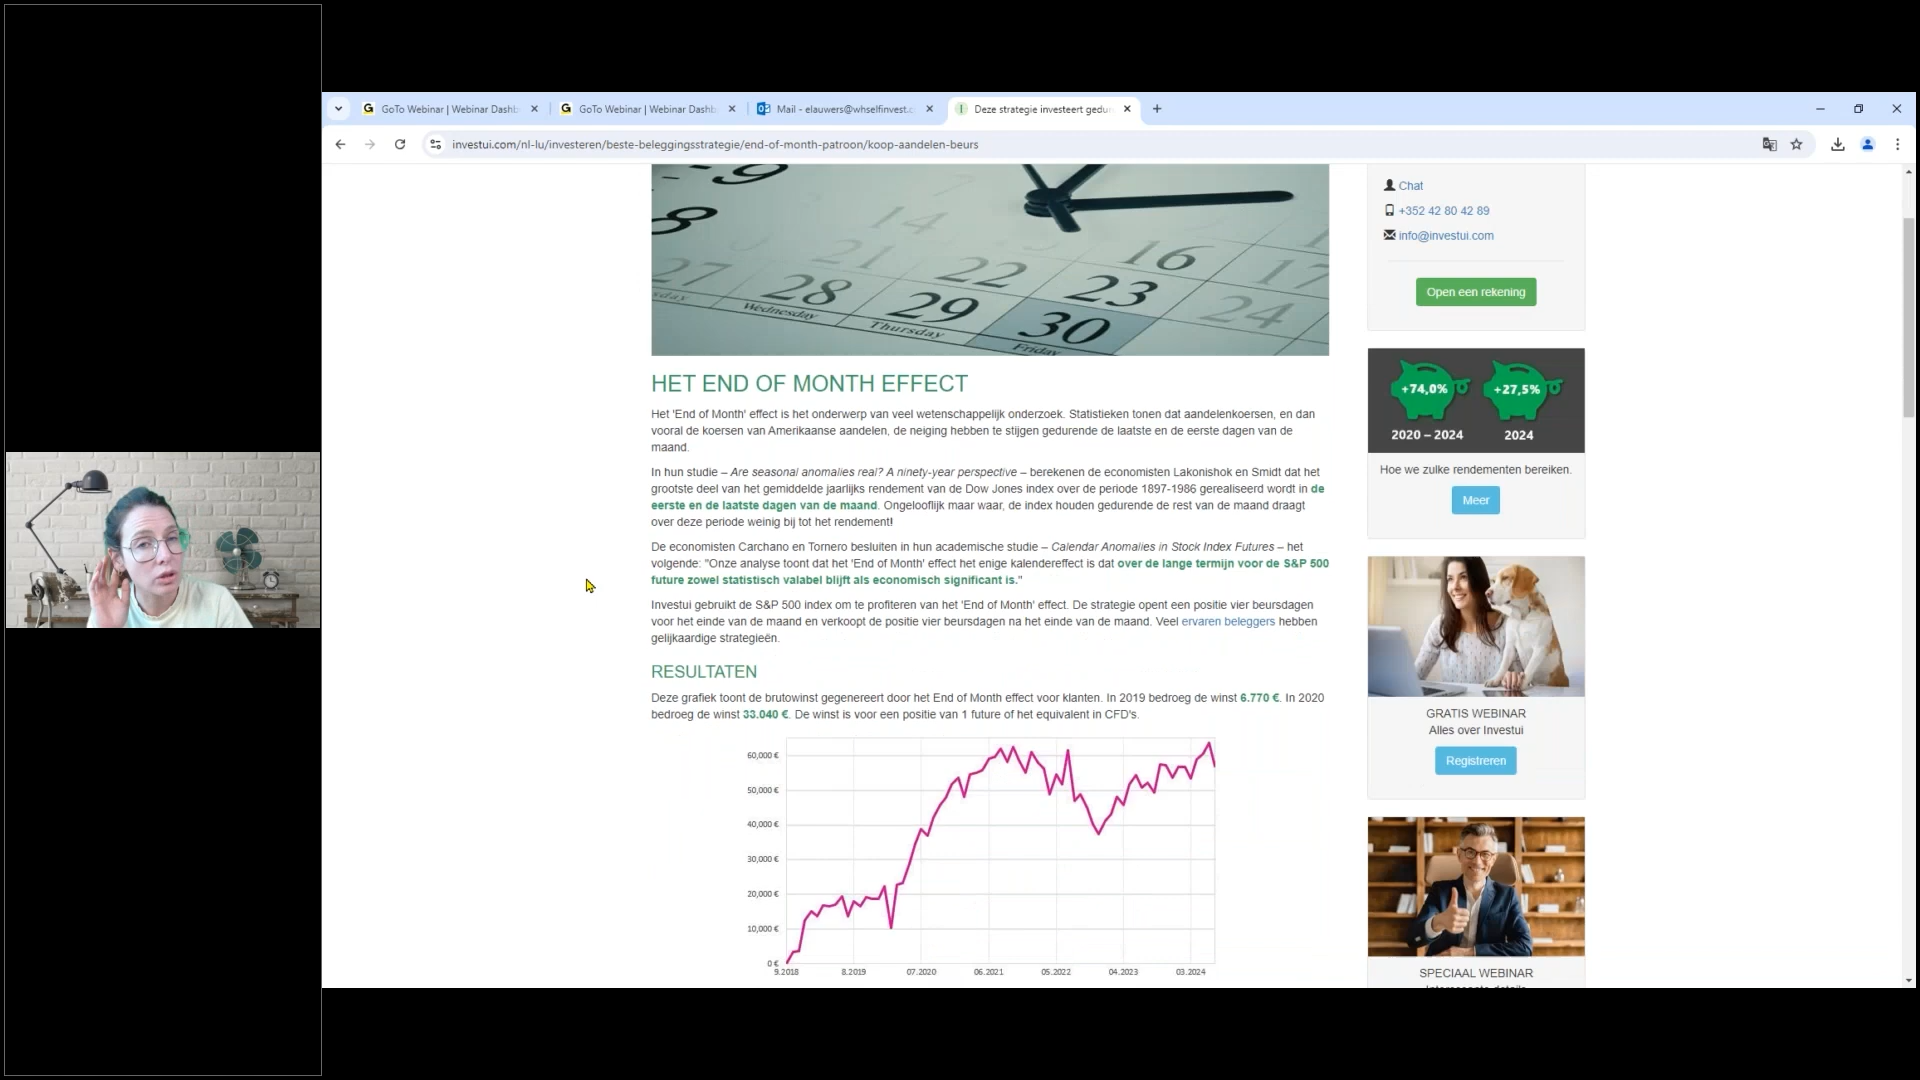 GoTo Webinar | Webinar Dashb
GoTo Webinar | Webinar Dashb
Mail - elauwers@whselfinvest.c
Deze strategie investeert gedu
investui.com/nl-lu/investeren/beste-beleggingsstrategie/end-of-month-patroon/koop-aandelen-beurs
9
8
14
21
22
16
17
27
28
29
23
24
30
Wednesday
Thursday
Friday
HET END OF MONTH EFFECT
Het 'End of Month' effect is het onderwerp van veel wetenschappelijk onderzoek. Statistieken tonen dat aandelenkoersen, en dan
vooral de koersen van Amerikaanse aandelen, de neiging hebben te stijgen gedurende de laatste en de eerste dagen van de
maand.
In hun studie – Are seasonal anomalies real? A ninety-year perspective – berekenen de economisten Lakonishok en Smidt dat het
grootste deel van het gemiddelde jaarlijks rendement van de Dow Jones index over de periode 1897-1986 gerealiseerd wordt in de
eerste en de laatste dagen van de maand. Ongelooflijk maar waar, de index houden gedurende de rest van de maand draagt
over deze periode weinig bij tot het rendement!
De economisten Carchano en Tornero besluiten in hun academische studie – Calendar Anomalies in Stock Index Futures – het
volgende: "Onze analyse toont dat het 'End of Month' effect het enige kalendereffect is dat over de lange termijn voor de S&P 500
future zowel statistisch valabel blijft als economisch significant is."
Investui gebruikt de S&P 500 index om te profiteren van het 'End of Month' effect. De strategie opent een positie vier beursdagen
voor het einde van de maand en verkoopt de positie vier beursdagen na het einde van de maand. Veel ervaren beleggers hebben
gelijkaardige strategieën.
RESULTATEN
Deze grafiek toont de brutowinst gegenereert door het End of Month effect voor klanten. In 2019 bedroeg de winst 6.770 €. In 2020
bedroeg de winst 33.040 €. De winst is voor een positie van 1 future of het equivalent in CFD's.
60,000 €
50,000 €
40,000 €
30,000 €
20,000 €
10,000 €
0 €
9.2018
8.2019
07.2020
06.2021
05.2022
04.2023
03.2024
Chat
+352 42 80 42 89
info@investui.com
Open een rekening
+74,0% +27,5%
2020 – 2024 2024
Hoe we zulke rendementen bereiken.
Meer
GRATIS WEBINAR
Alles over Investui
Registreren
SPECIAAL WEBINAR